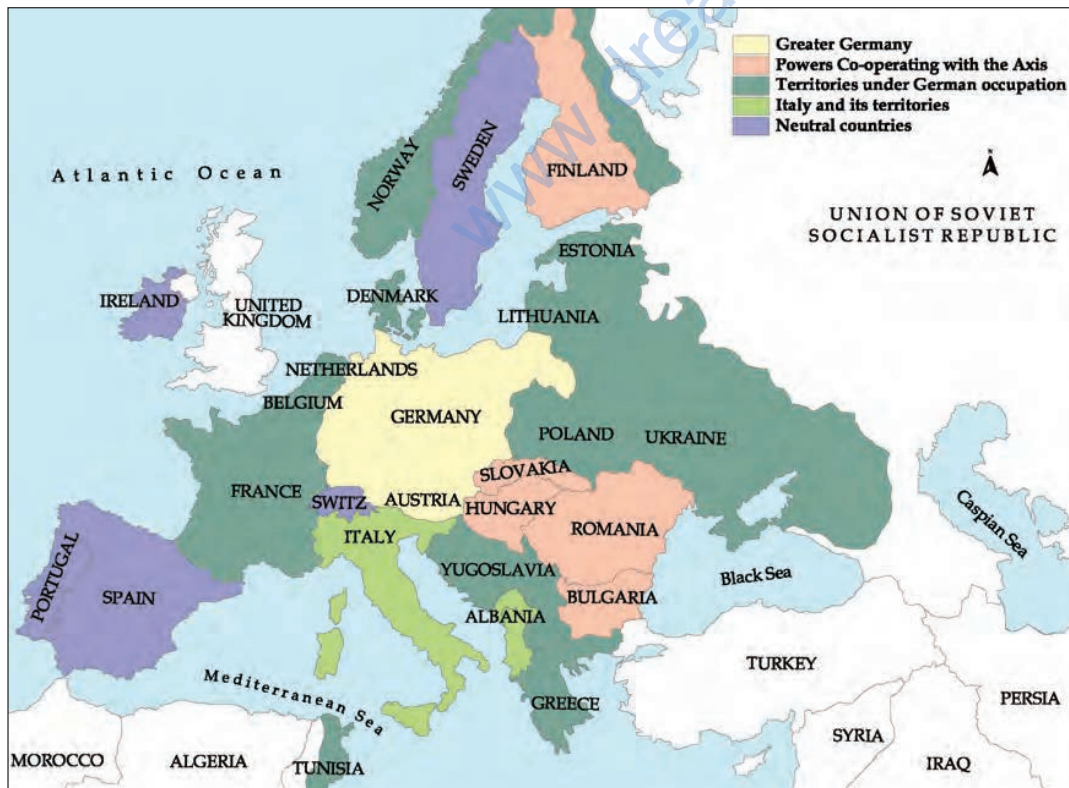 Greater Germany
Powers Co-operating with the Axis
Territories under German occupation
Italy and its territories
Neutral countries
N
UNION OF SOVIET
SOCIALIST REPUBLIC
Atlantic Ocean
NORWAY
SWEDEN
FINLAND
ESTONIA
IRELAND
UNITED
KINGDOM
DENMARK
LITHUANIA
NETHERLANDS
BELGIUM
GERMANY
POLAND
UKRAINE
SLOVAKIA
FRANCE
SWITZ
AUSTRIA
HUNGARY
ROMANIA
ITALY
Caspian Sea
PORTUGAL
SPAIN
YUGOSLAVIA
Black Sea
BULGARIA
ALBANIA
TURKEY
Mediterranean Sea
GREECE
PERSIA
SYRIA
IRAQ
MOROCCO
ALGERIA
TUNISIA
www.drea